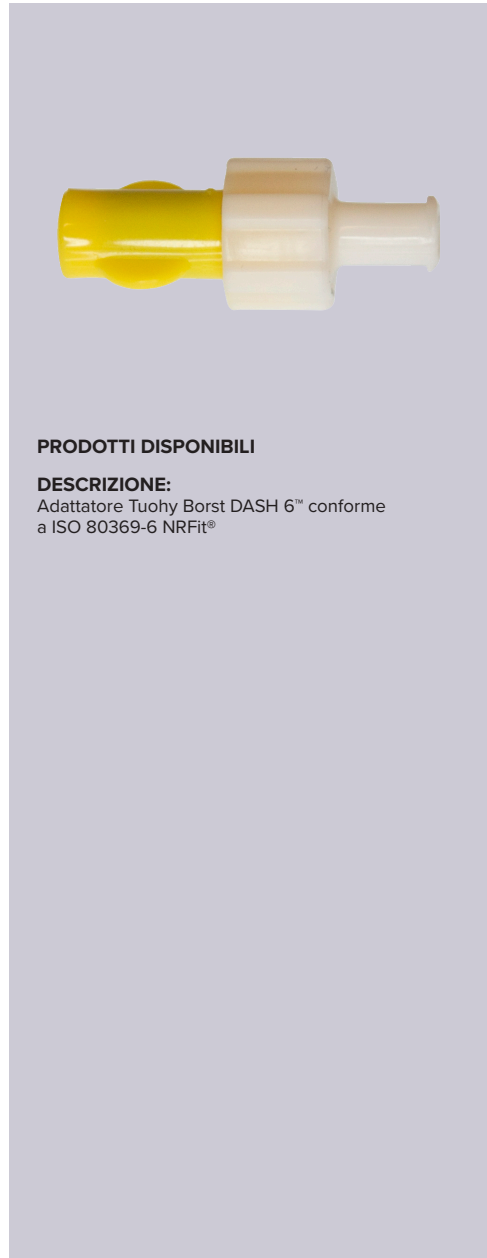 PRODOTTI DISPONIBILI
DESCRIZIONE:
Adattatore Tuohy Borst DASH 6™ conforme
a ISO 80369-6 NRFit®